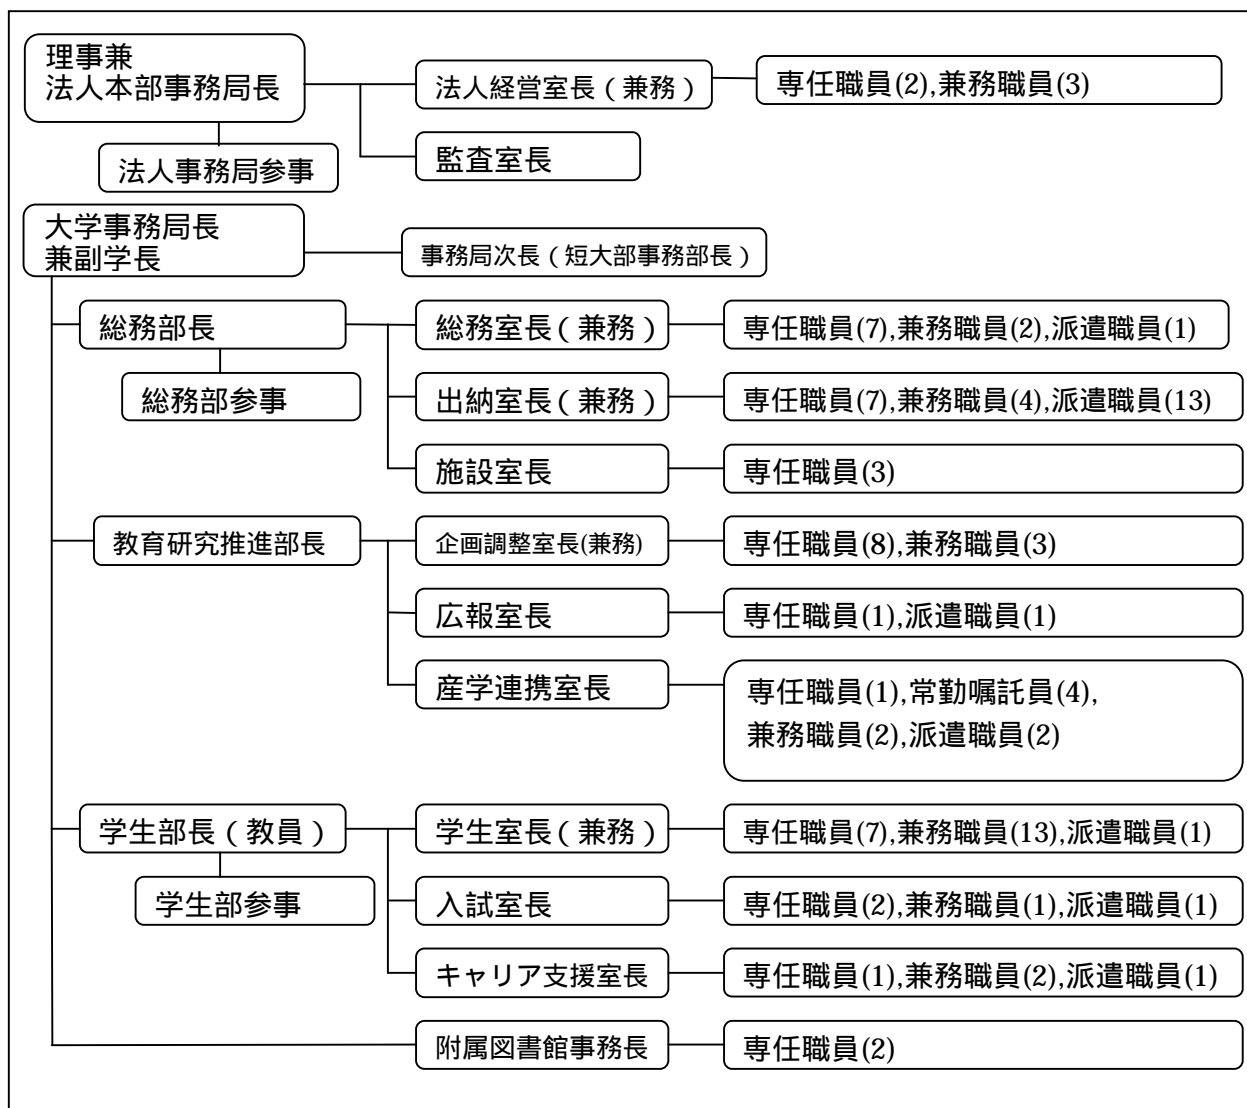 理事兼
法人本部事務局長
法人経営室長（兼務）
専任職員(2),兼務職員(3)
監査室長
法人事務局参事
大学事務局長
兼副学長
事務局次長（短大部事務部長）
総務部長
総務室長（兼務）
専任職員(7),兼務職員(2),派遣職員(1)
総務部参事
出納室長（兼務）
専任職員(7),兼務職員(4),派遣職員(13)
施設室長
専任職員(3)
教育研究推進部長
企画調整室長(兼務)
専任職員(8),兼務職員(3)
広報室長
専任職員(1),派遣職員(1)
産学連携室長
専任職員(1),常勤嘱託員(4),
兼務職員(2),派遣職員(2)
学生部長（教員）
学生室長（兼務）
専任職員(7),兼務職員(13),派遣職員(1)
学生部参事
入試室長
専任職員(2),兼務職員(1),派遣職員(1)
キャリア支援室長
専任職員(1),兼務職員(2),派遣職員(1)
附属図書館事務長
専任職員(2)